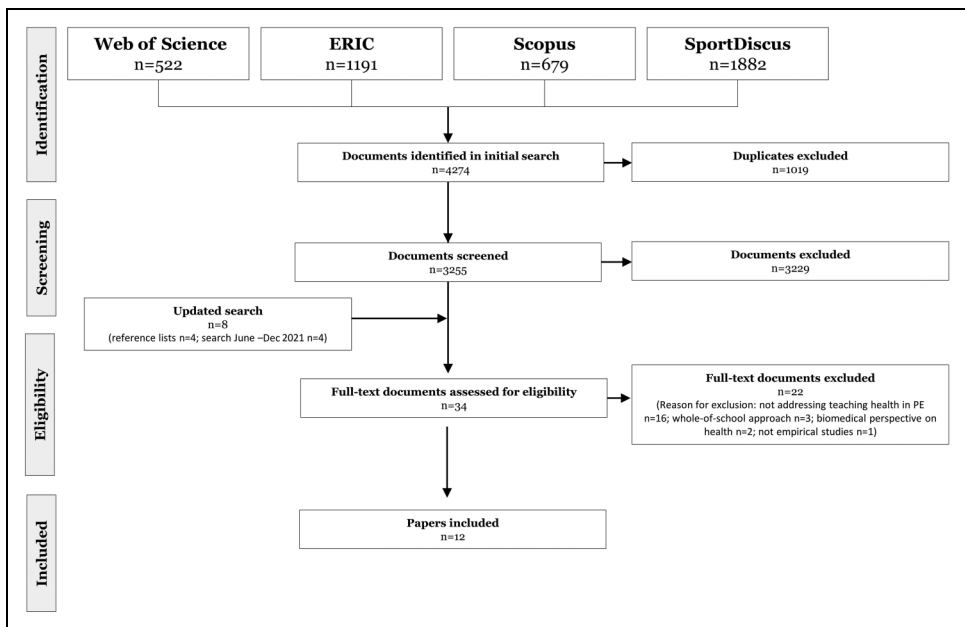 Identification
Web of Science
n=522
ERIC
n=1191
Scopus
n=679
SportDiscus
n=1882
Documents identified in initial search
n=4274
Duplicates excluded
n=1019
Screening
Documents screened
n=3255
Documents excluded
n=3229
Updated search
n=8
(reference lists n=4; search June –Dec 2021 n=4)
Eligibility
Full-text documents assessed for eligibility
n=34
Full-text documents excluded
n=22
(Reason for exclusion: not addressing teaching health in PE
n=16; whole-of-school approach n=3; biomedical perspective on
health n=2; not empirical studies n=1)
Included
Papers included
n=12